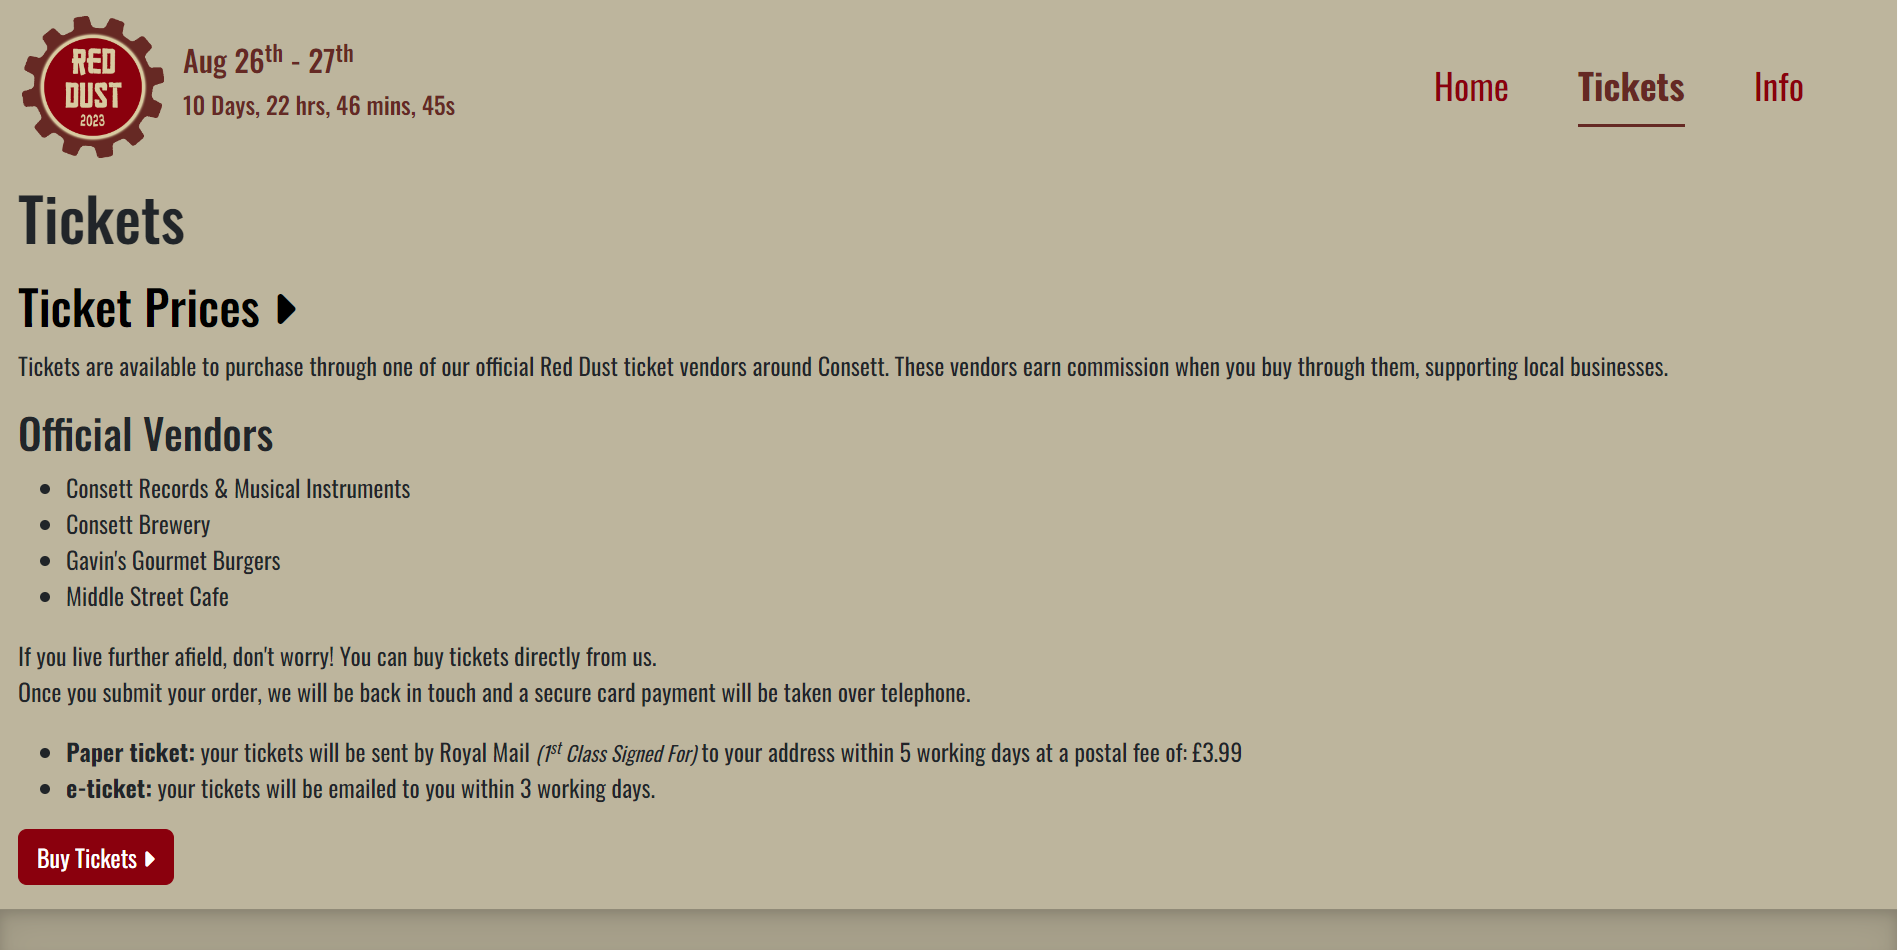 RED
DUST
2023
Aug 26th - 27th
10 Days, 22 hrs, 46 mins, 45s
Home
Tickets
Info
Tickets
Ticket Prices
Tickets are available to purchase through one of our official Red Dust ticket vendors around Consett. These vendors earn commission when you buy through them, supporting local businesses.
Official Vendors
Consett Records & Musical Instruments
Consett Brewery
Gavin's Gourmet Burgers
Middle Street Cafe
If you live further afield, don't worry! You can buy tickets directly from us.
Once you submit your order, we will be back in touch and a secure card payment will be taken over telephone.
Paper ticket: your tickets will be sent by Royal Mail (1st Class Signed For) to your address within 5 working days at a postal fee of: £3.99
e-ticket: your tickets will be emailed to you within 3 working days.
Buy Tickets